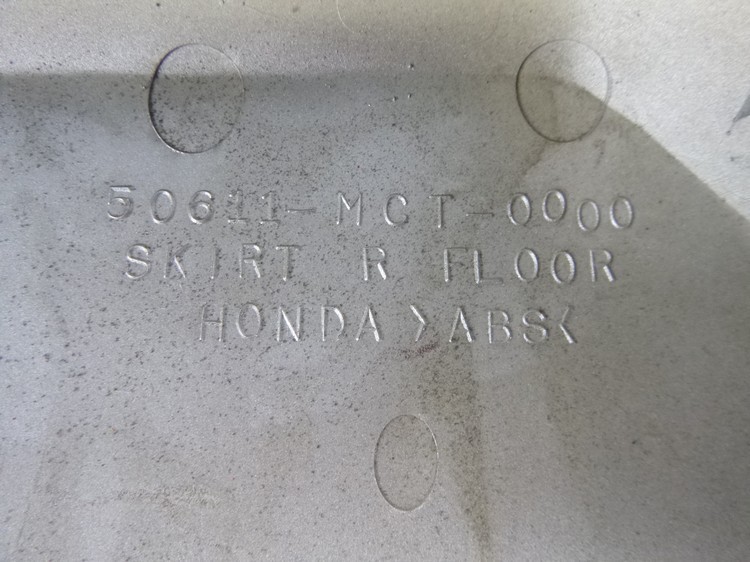 50611-MCT-0000
SKIRT R FLOOR
HONDA >ABS<